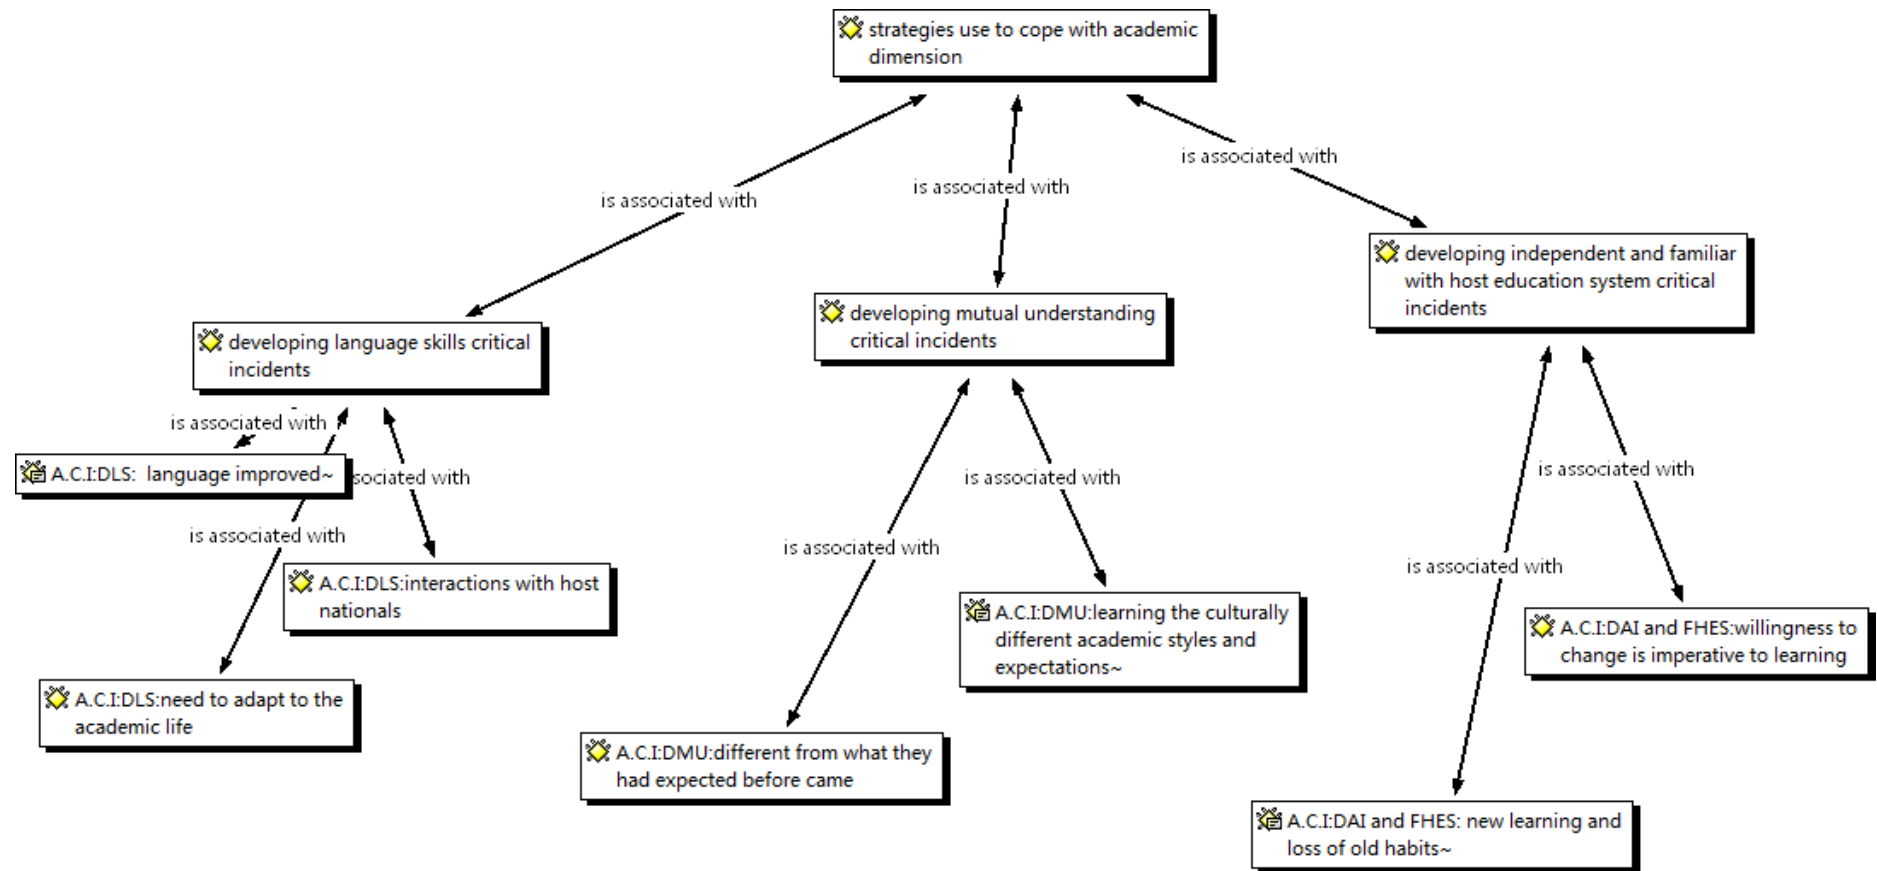 strategies use to cope with academic
dimension
is associated with
is associated with
is associated with
developing independent and familiar
with host education system critical
incidents
developing mutual understanding
critical incidents
developing language skills critical
incidents
is associated with
A.C.I:DLS:  language improved~
sociated with
is associated with
is associated with
is associated with
is associated with
is associated with
A.C.I:DLS:interactions with host
nationals
A.C.I:DMU:learning the culturally
different academic styles and
expectations~
A.C.I:DAI and FHES:willingness to
change is imperative to learning
A.C.I:DLS:need to adapt to the
academic life
A.C.I:DMU:different from what they
had expected before came
A.C.I:DAI and FHES: new learning and
loss of old habits~